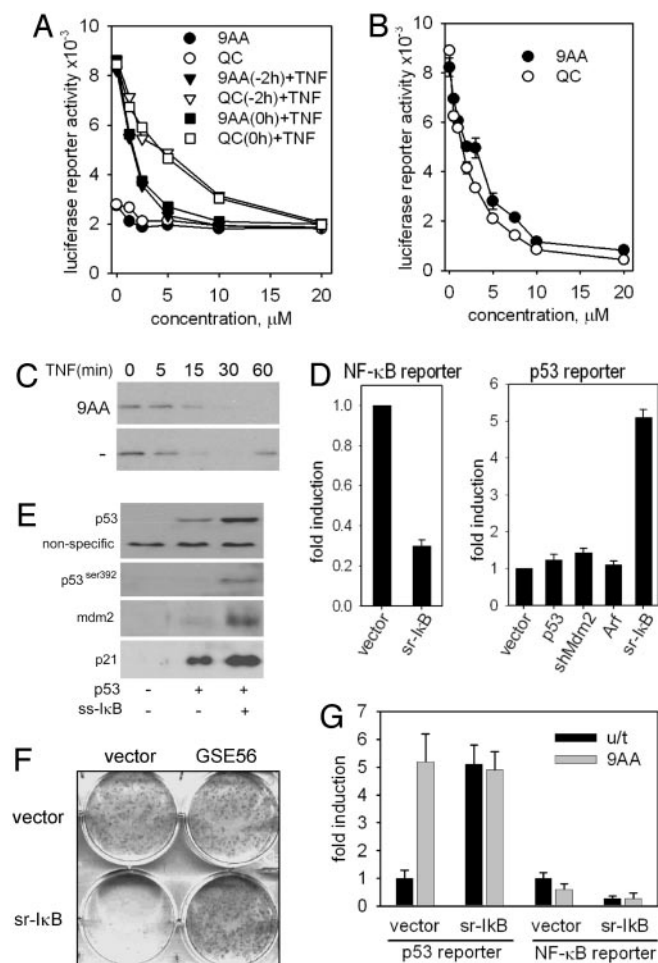 A
luciferase reporter activity x10⁻³
10
8
6
4
2
0
0 5 10 15 20
concentration, μM
9AA
QC
9AA(-2h)+TNF
QC(-2h)+TNF
9AA(0h)+TNF
QC(0h)+TNF
B
luciferase reporter activity x10⁻³
10
8
6
4
2
0
0 5 10 15 20
concentration, μM
9AA
QC
C
TNF(min) 0 5 15 30 60
9AA
-
D
NF-κB reporter
fold induction
1.0
0.8
0.6
0.4
0.2
0.0
vector
sr-IκB
p53 reporter
fold induction
6
5
4
3
2
1
0
vector
p53
shMdm2
Arf
sr-IκB
E
p53
non-specific
p53ser392
mdm2
p21
p53 - + +
ss-IκB - - +
F
vector GSE56
vector
sr-IκB
G
fold induction
7
6
5
4
3
2
1
0
u/t
9AA
vector sr-IκB vector sr-IκB
p53 reporter NF-κB reporter